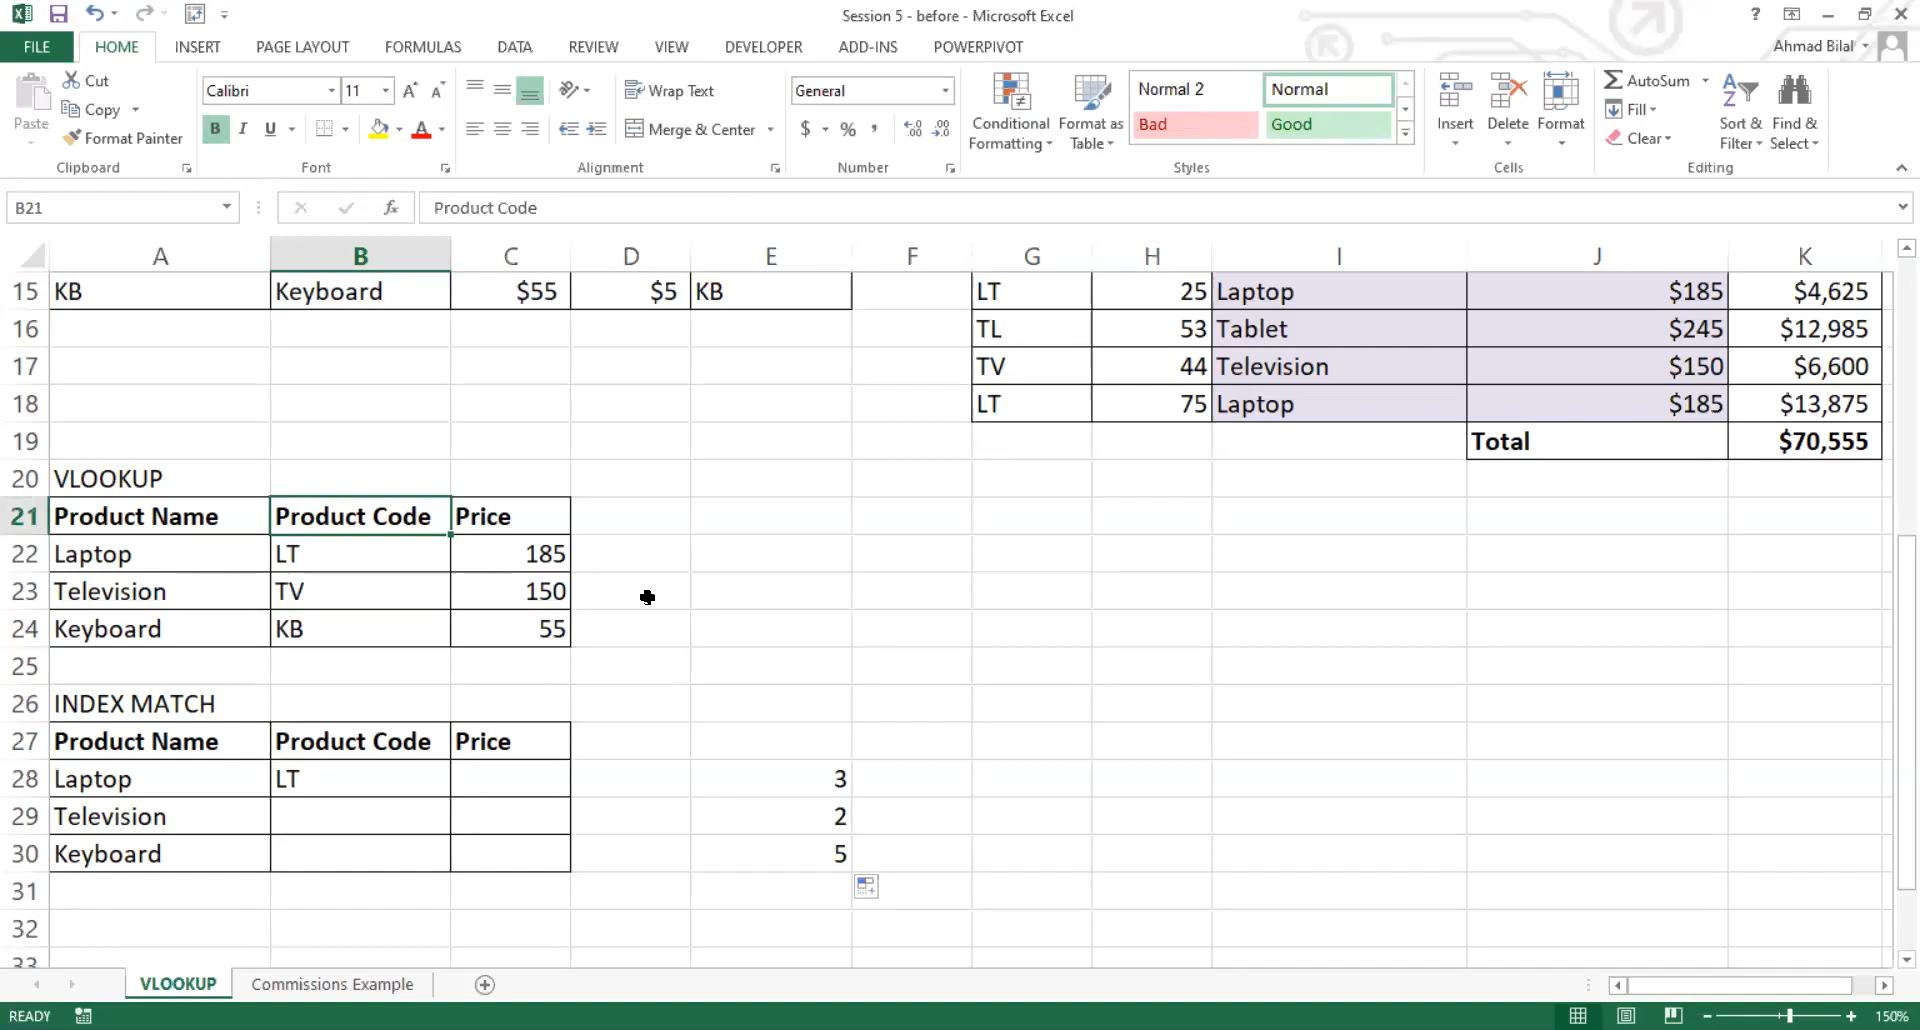 Session 5 - before - Microsoft Excel
?
FILE HOME INSERT PAGE LAYOUT FORMULAS DATA REVIEW VIEW DEVELOPER ADD-INS POWERPIVOT Ahmad Bilal
Paste
Cut
Copy
Format Painter
Clipboard
Calibri 11
B I U
Font
Wrap Text
Merge & Center
Alignment
General
$ % ,
Number
Conditional Formatting
Format as Table
Normal 2 Normal
Bad Good
Styles
Insert Delete Format
Cells
AutoSum
Fill
Clear
Sort & Filter
Find & Select
Editing
B21 fx Product Code
A B C D E F G H I J K
15 KB Keyboard $55 $5 KB LT 25 Laptop $185 $4,625
16 TL 53 Tablet $245 $12,985
17 TV 44 Television $150 $6,600
18 LT 75 Laptop $185 $13,875
19 Total $70,555
20 VLOOKUP
21 Product Name Product Code Price
22 Laptop LT 185
23 Television TV 150
24 Keyboard KB 55
25
26 INDEX MATCH
27 Product Name Product Code Price
28 Laptop LT 3
29 Television 2
30 Keyboard 5
31
32
33
VLOOKUP Commissions Example
READY 150%